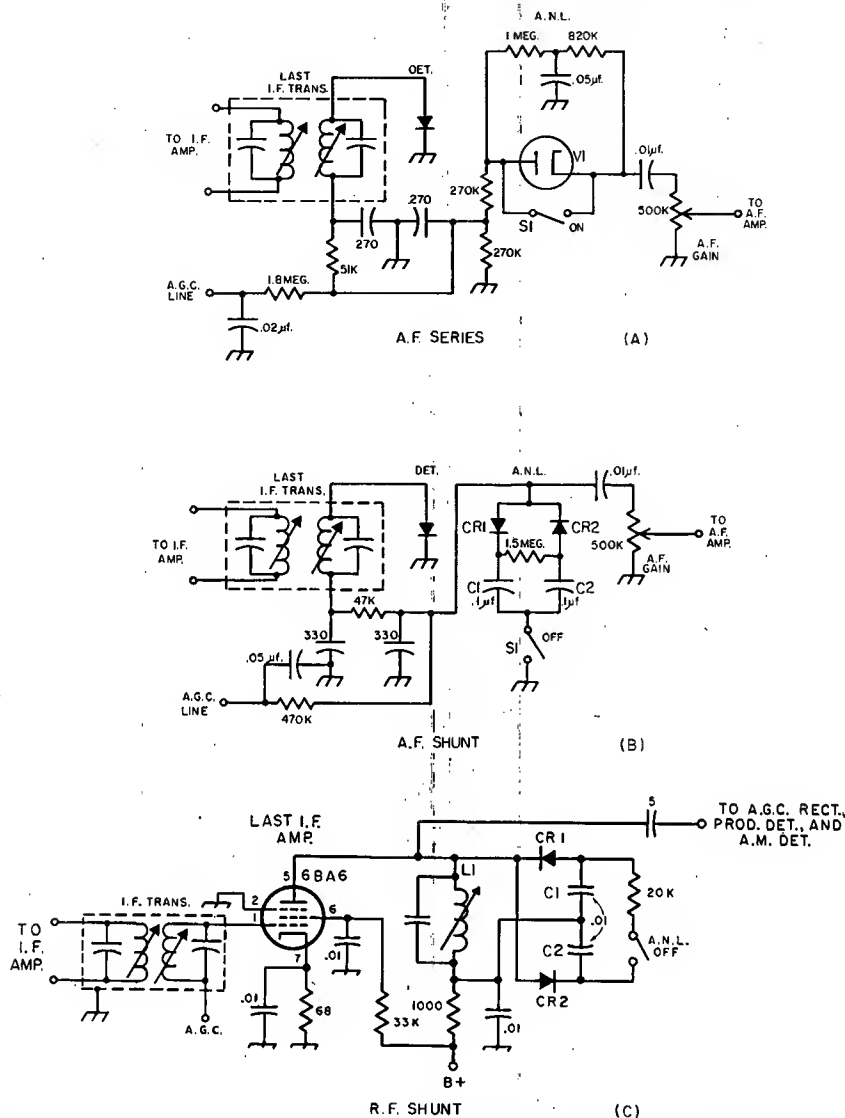 A.N.L.
1 MEG. 820K
.05µf.
LAST
I.F. TRANS.
DET.
TO I.F.
AMP.
V1
.01µf.
270K
S1
ON
500K
TO
A.F.
AMP.
A.F.
GAIN
270
270
270K
51K
A.G.C.
LINE
1.8MEG.
.02µf.
A.F. SERIES
(A)
LAST
I.F. TRANS.
DET.
A.N.L.
.01µf.
TO I.F.
AMP.
CR1
CR2
1.5MEG.
500K
TO
A.F.
AMP.
A.F.
GAIN
47K
C1
.1µf
C2
.1µf
330
330
S1
OFF
.05 µf.
A.G.C.
LINE
470K
A.F. SHUNT
(B)
LAST I.F.
AMP.
5
TO A.G.C. RECT.,
PROD. DET., AND
A.M. DET.
5 6BA6
L1
CR1
I.F. TRANS.
2
1
6
C1
20K
TO
I.F.
AMP.
.01
.01
7
C2
A.N.L.
OFF
A.G.C.
.01
68
33K
1000
.01
CR2
B+
R.F. SHUNT
(C)